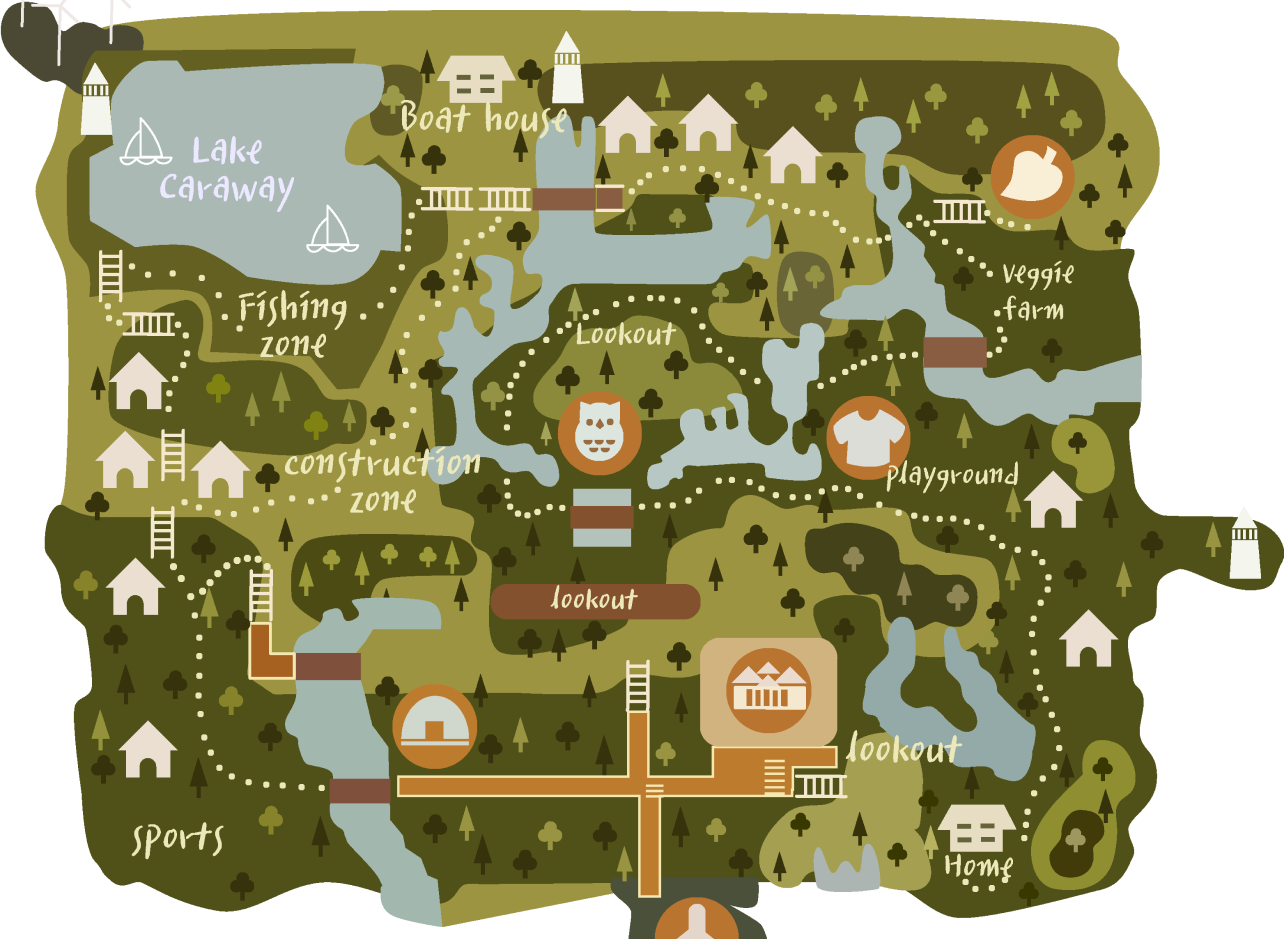 Boat house
Lake
Caraway
Veggie
farm
Fishing
zone
Lookout
construction
zone
playground
lookout
lookout
sports
Home